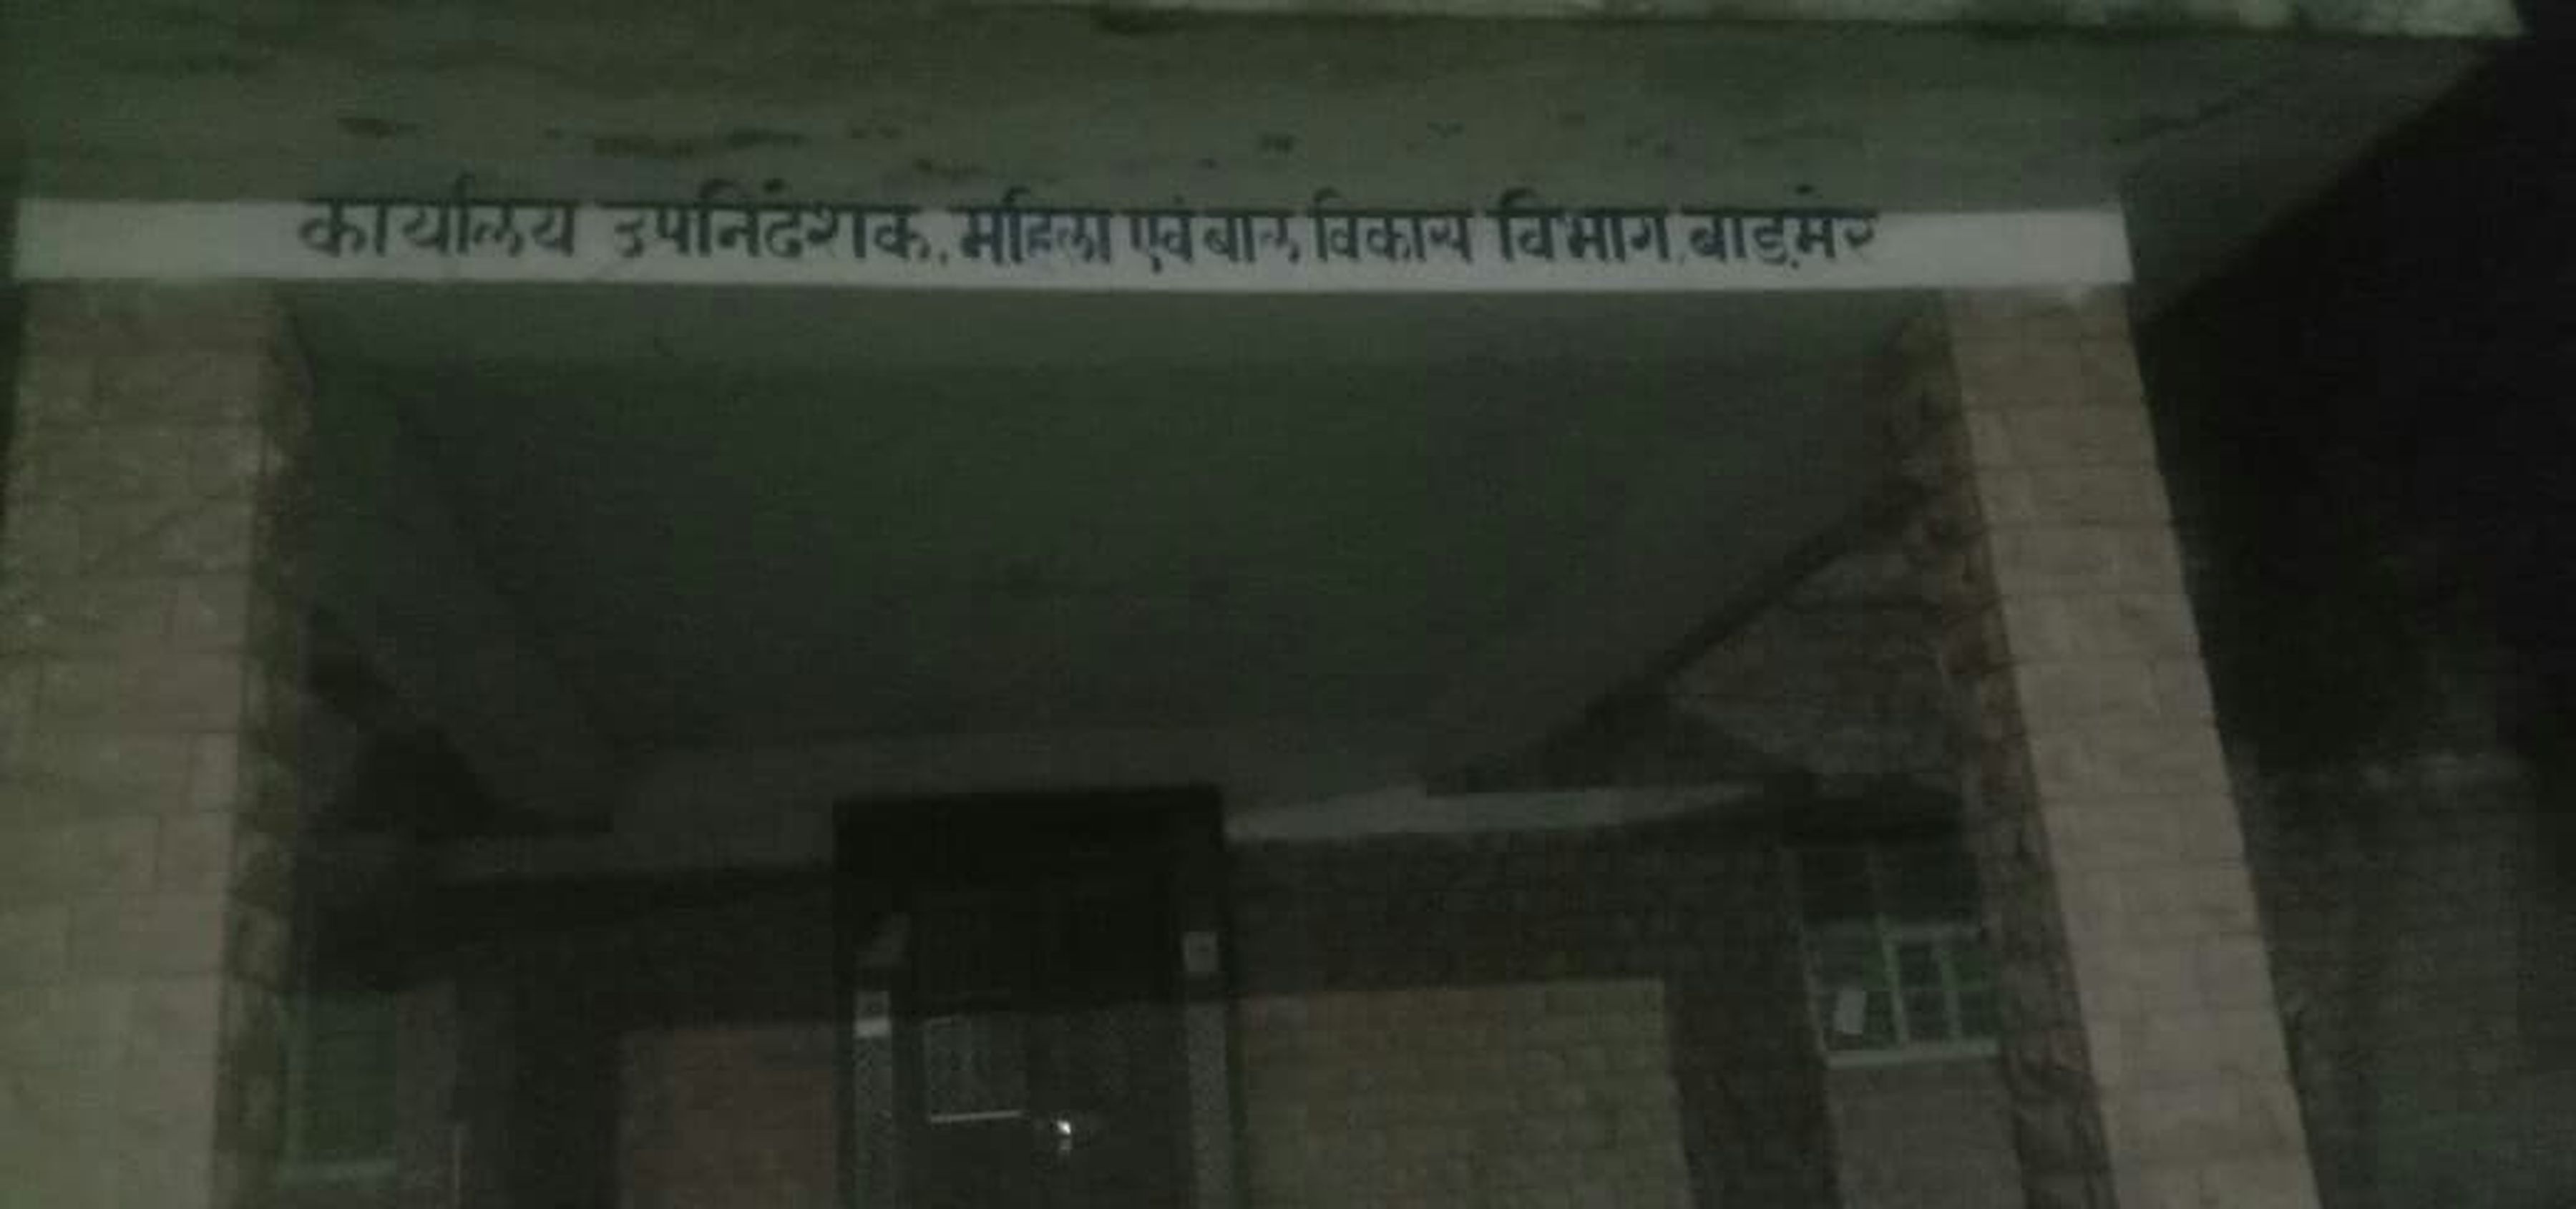 कार्यालय उपनिदेशक, महिला एवं बाल विकास विभाग, बाड़मेर